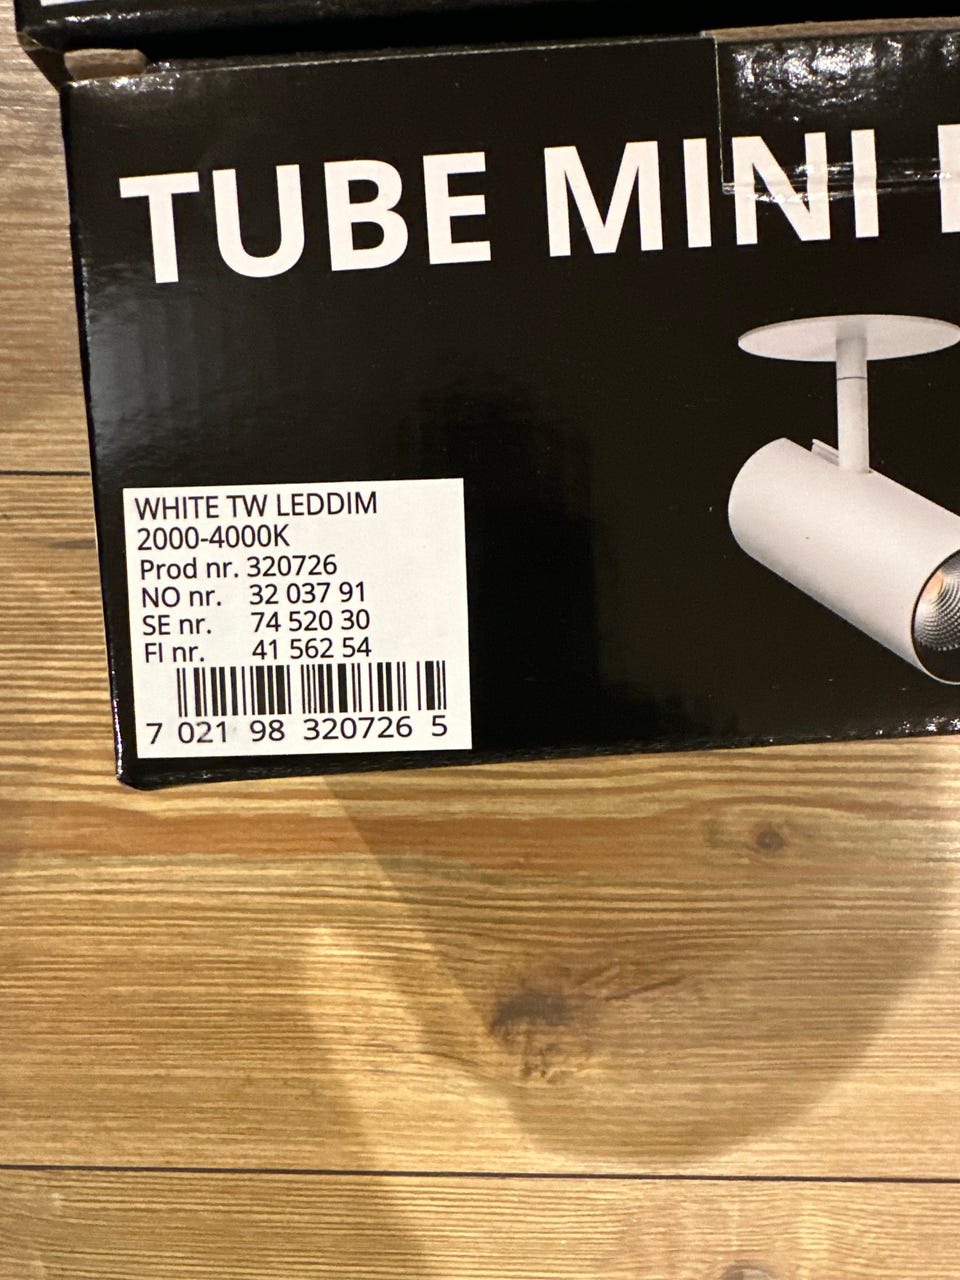 TUBE MINI
WHITE TW LEDDIM
2000-4000K
Prod nr. 320726
NO nr. 32 037 91
SE nr. 74 520 30
FI nr. 41 562 54
7 021 98 320726 5